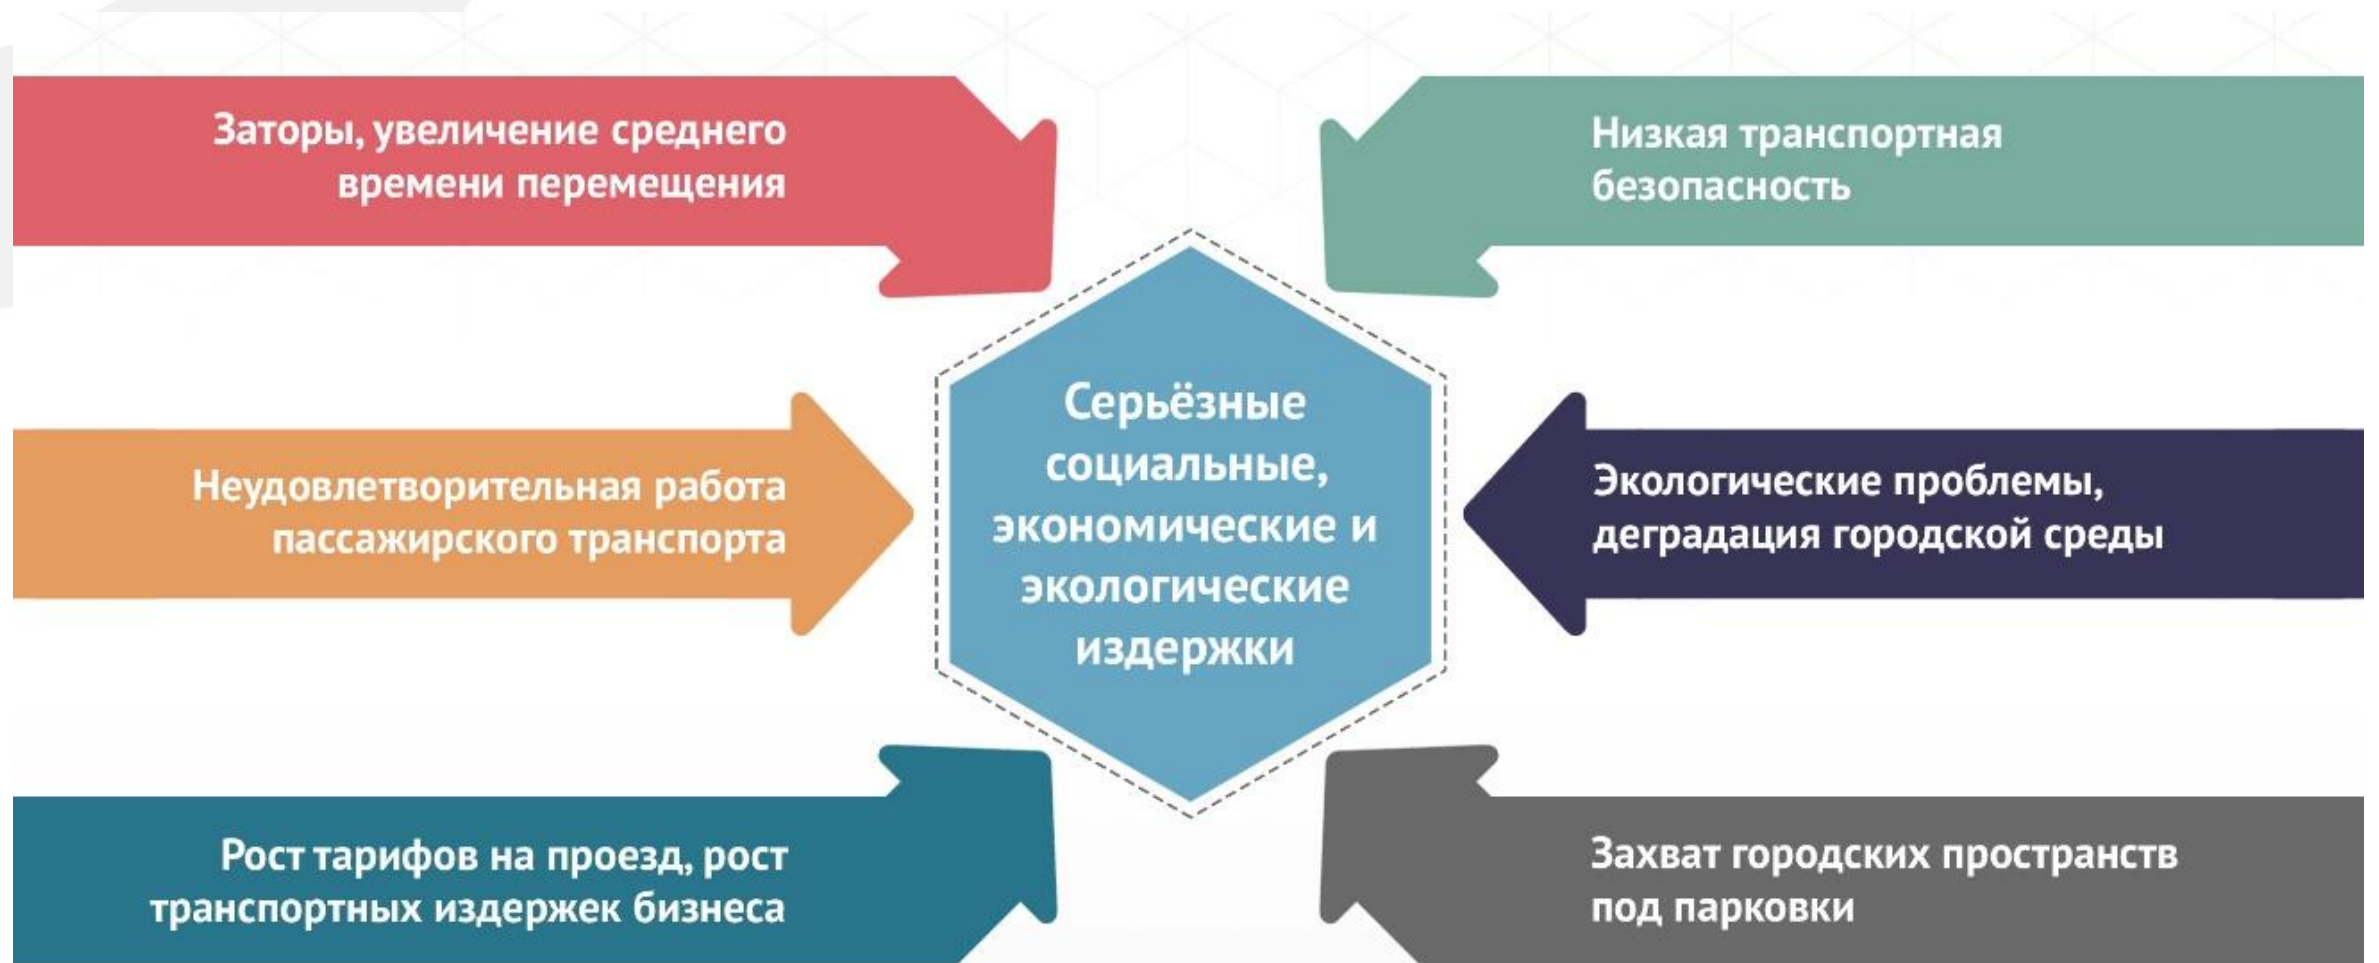 Заторы, увеличение среднего
времени перемещения
Низкая транспортная
безопасность
Неудовлетворительная работа
пассажирского транспорта
Серьёзные
социальные,
экономические и
экологические
издержки
Экологические проблемы,
деградация городской среды
Рост тарифов на проезд, рост
транспортных издержек бизнеса
Захват городских пространств
под парковки